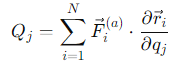 $Q_j = \sum_{i=1}^{N} \vec{F}_i^{(a)} \cdot \frac{\partial \vec{r}_i}{\partial q_j}$